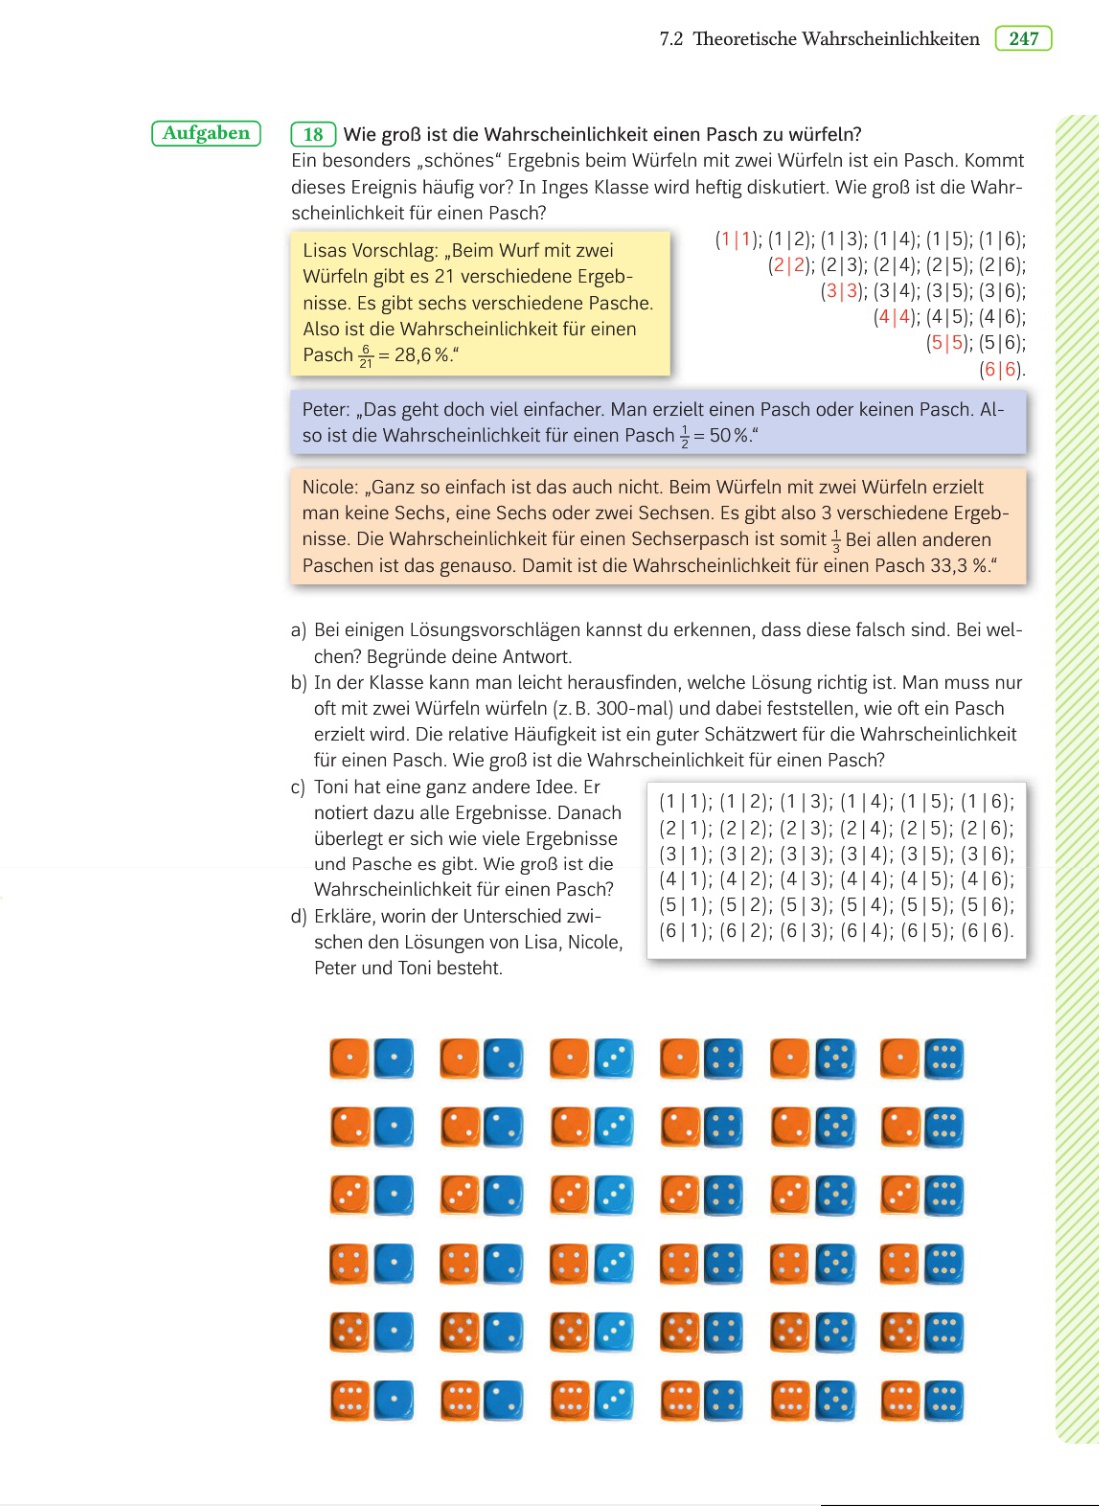 7.2 Theoretische Wahrscheinlichkeiten 247
Aufgaben
18 Wie groß ist die Wahrscheinlichkeit einen Pasch zu würfeln?
Ein besonders „schönes“ Ergebnis beim Würfeln mit zwei Würfeln ist ein Pasch. Kommt
dieses Ereignis häufig vor? In Inges Klasse wird heftig diskutiert. Wie groß ist die Wahr-
scheinlichkeit für einen Pasch?
Lisas Vorschlag: „Beim Wurf mit zwei
Würfeln gibt es 21 verschiedene Ergeb-
nisse. Es gibt sechs verschiedene Pasche.
Also ist die Wahrscheinlichkeit für einen
Pasch 6/21 = 28,6 %.“
(1|1); (1|2); (1|3); (1|4); (1|5); (1|6);
(2|2); (2|3); (2|4); (2|5); (2|6);
(3|3); (3|4); (3|5); (3|6);
(4|4); (4|5); (4|6);
(5|5); (5|6);
(6|6).
Peter: „Das geht doch viel einfacher. Man erzielt einen Pasch oder keinen Pasch. Al-
so ist die Wahrscheinlichkeit für einen Pasch 1/2 = 50 %.“
Nicole: „Ganz so einfach ist das auch nicht. Beim Würfeln mit zwei Würfeln erzielt
man keine Sechs, eine Sechs oder zwei Sechsen. Es gibt also 3 verschiedene Ergeb-
nisse. Die Wahrscheinlichkeit für einen Sechserpasch ist somit 1/3 Bei allen anderen
Paschen ist das genauso. Damit ist die Wahrscheinlichkeit für einen Pasch 33,3 %.“
a) Bei einigen Lösungsvorschlägen kannst du erkennen, dass diese falsch sind. Bei wel-
chen? Begründe deine Antwort.
b) In der Klasse kann man leicht herausfinden, welche Lösung richtig ist. Man muss nur
oft mit zwei Würfeln würfeln (z. B. 300-mal) und dabei feststellen, wie oft ein Pasch
erzielt wird. Die relative Häufigkeit ist ein guter Schätzwert für die Wahrscheinlichkeit
für einen Pasch. Wie groß ist die Wahrscheinlichkeit für einen Pasch?
c) Toni hat eine ganz andere Idee. Er
notiert dazu alle Ergebnisse. Danach
überlegt er sich wie viele Ergebnisse
und Pasche es gibt. Wie groß ist die
Wahrscheinlichkeit für einen Pasch?
d) Erkläre, worin der Unterschied zwi-
schen den Lösungen von Lisa, Nicole,
Peter und Toni besteht.
(1|1); (1|2); (1|3); (1|4); (1|5); (1|6);
(2|1); (2|2); (2|3); (2|4); (2|5); (2|6);
(3|1); (3|2); (3|3); (3|4); (3|5); (3|6);
(4|1); (4|2); (4|3); (4|4); (4|5); (4|6);
(5|1); (5|2); (5|3); (5|4); (5|5); (5|6);
(6|1); (6|2); (6|3); (6|4); (6|5); (6|6).